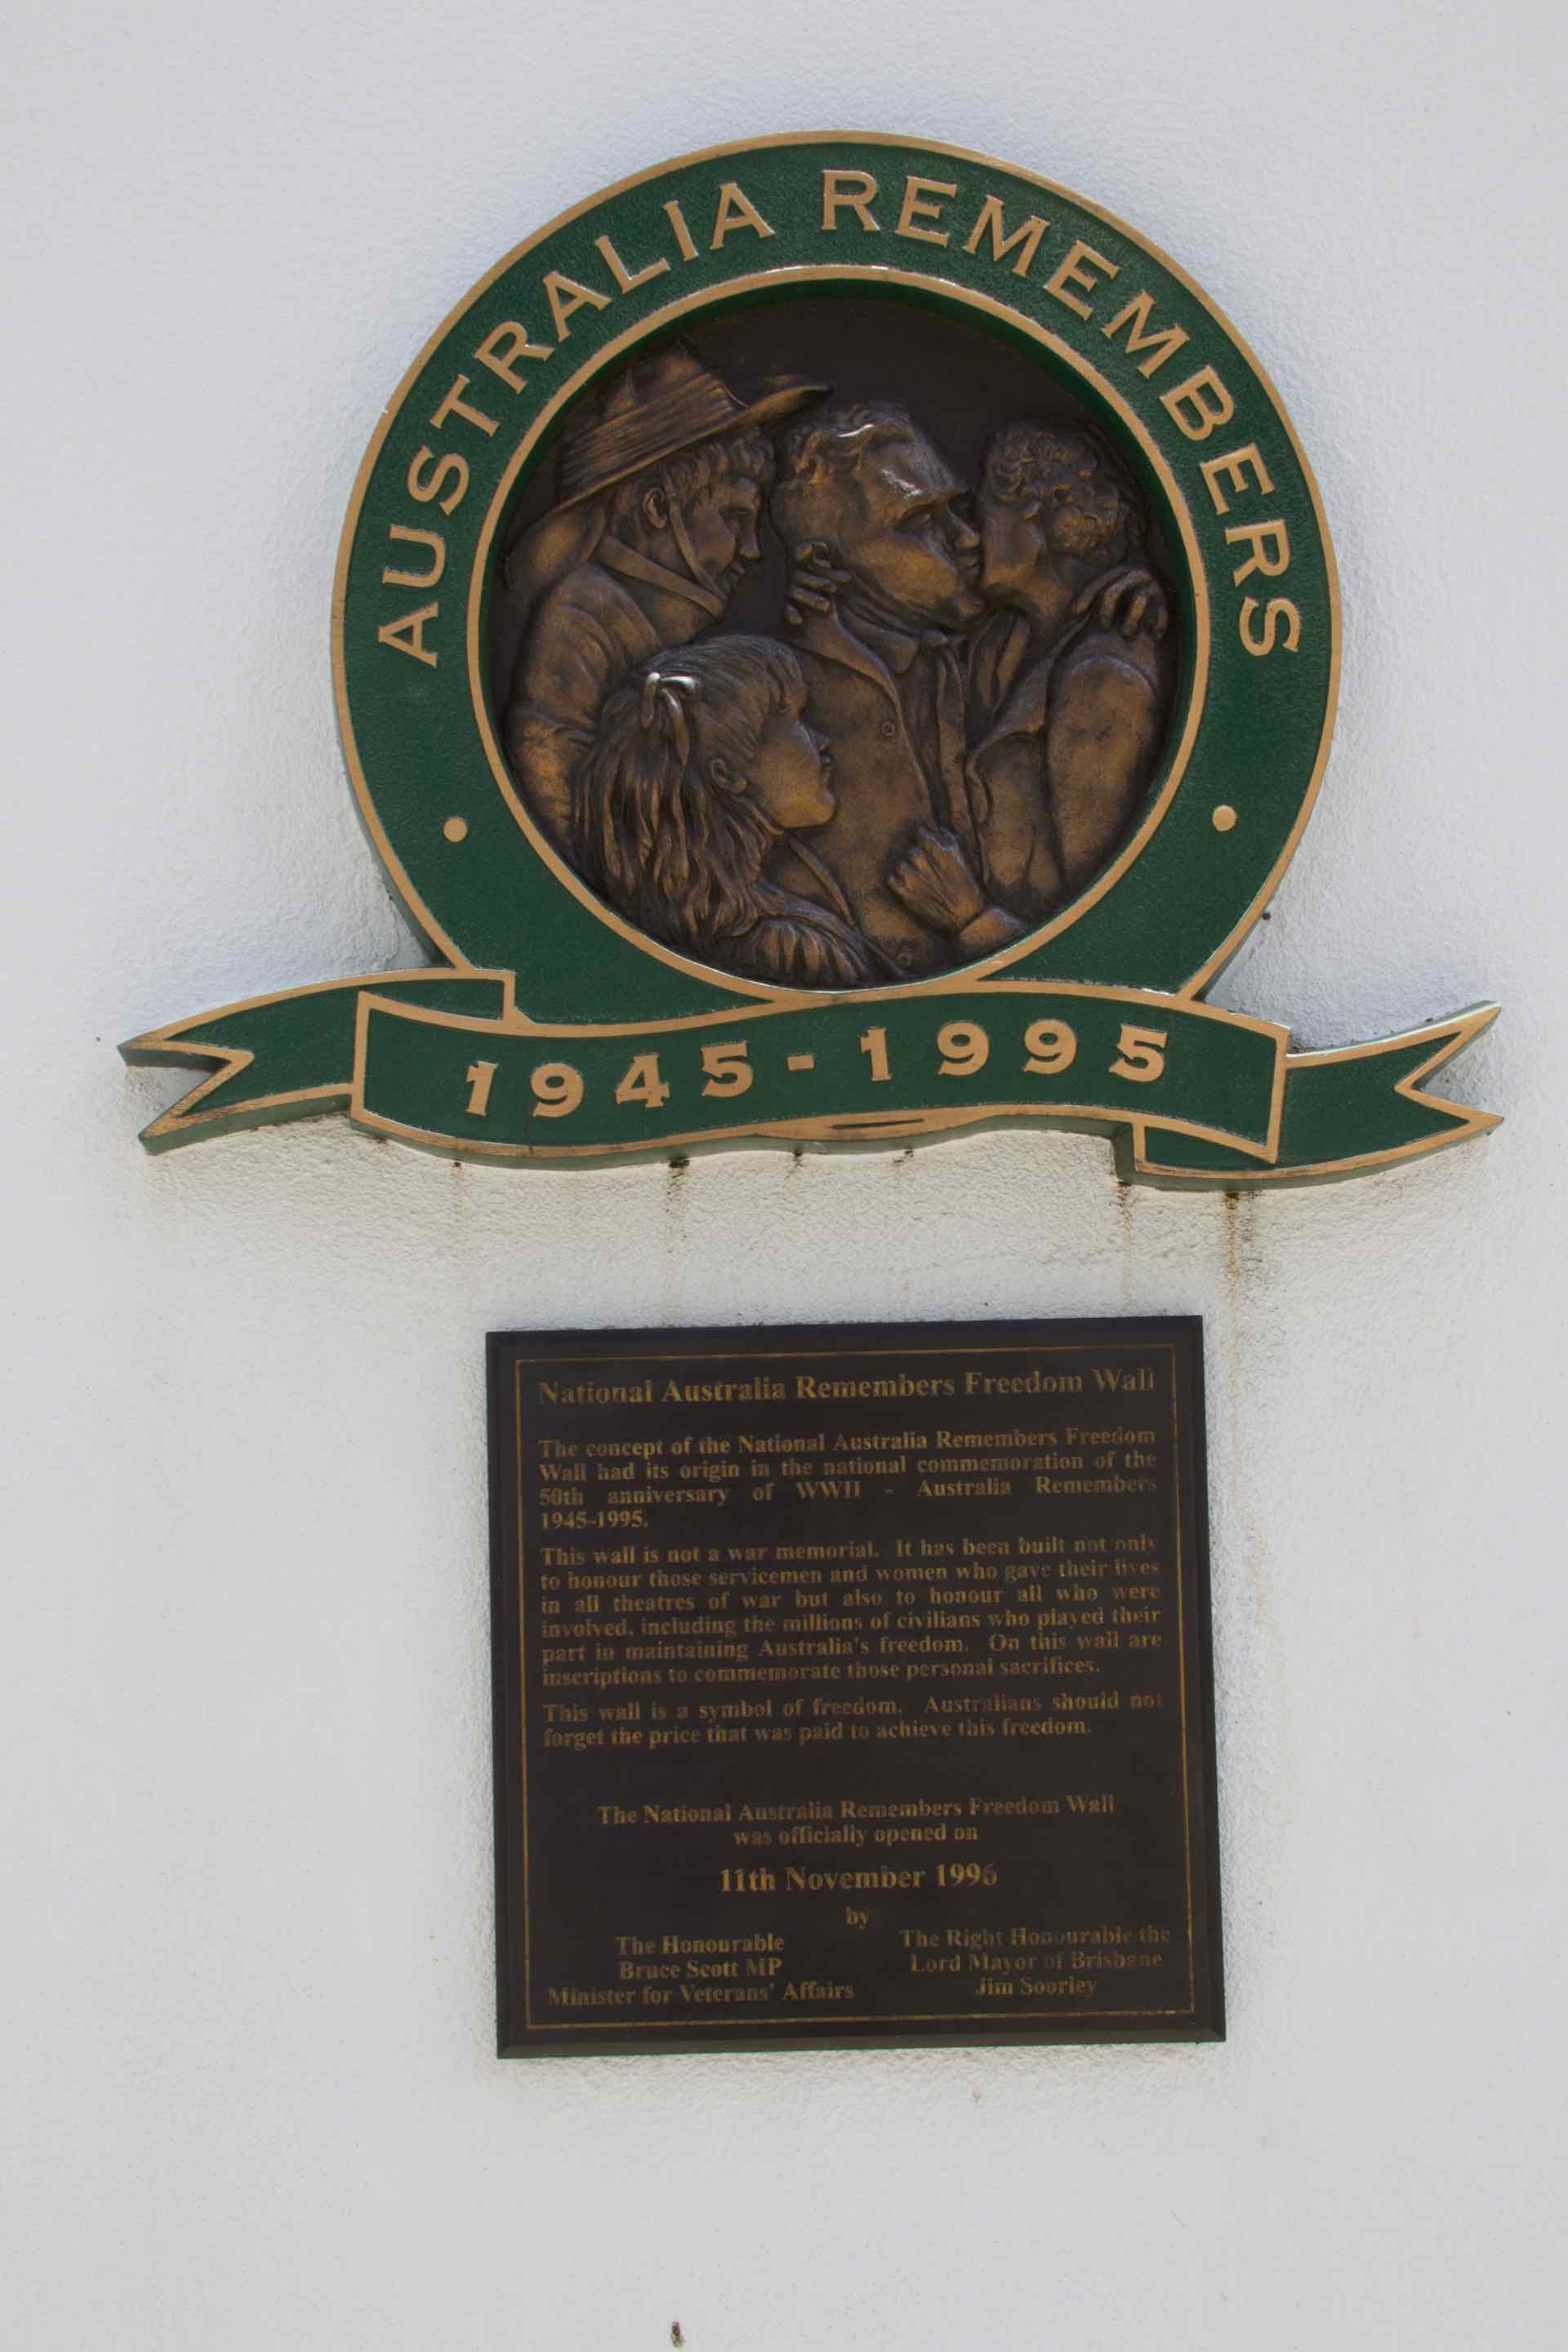 AUSTRALIA REMEMBERS
1945-1995
National Australia Remembers Freedom Wall
The concept of the National Australia Remembers Freedom
Wall had its origin in the national commemoration of the
50th anniversary of WWII - Australia Remembers
1945-1995.
This wall is not a war memorial. It has been built not only
to honour those servicemen and women who gave their lives
in all theatres of war but also to honour all who were
involved, including the millions of civilians who played their
part in maintaining Australia's freedom. On this wall are
inscriptions to commemorate those personal sacrifices.
This wall is a symbol of freedom. Australians should not
forget the price that was paid to achieve this freedom.
The National Australia Remembers Freedom Wall
was officially opened on
11th November 1996
by
The Honourable
Bruce Scott MP
Minister for Veterans' Affairs
The Right Honourable the
Lord Mayor of Brisbane
Jim Soorley